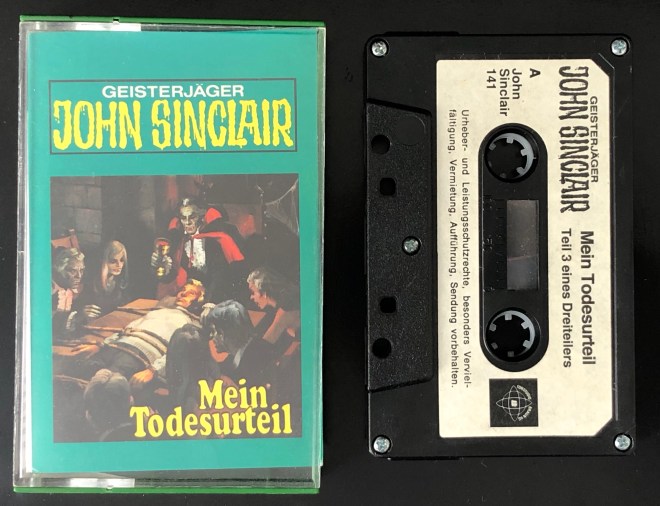 GEISTERJÄGER
JOHN SINCLAIR
Mein
Todesurteil
A
John
Sinclair
141
GEISTERJÄGER
JOHN SINCLAIR
Mein Todesurteil
Teil 3 eines Dreiteilers
Urheber- und Leistungsschutzrechte, besonders Verviel-
fältigung, Vermietung, Aufführung, Sendung vorbehalten.